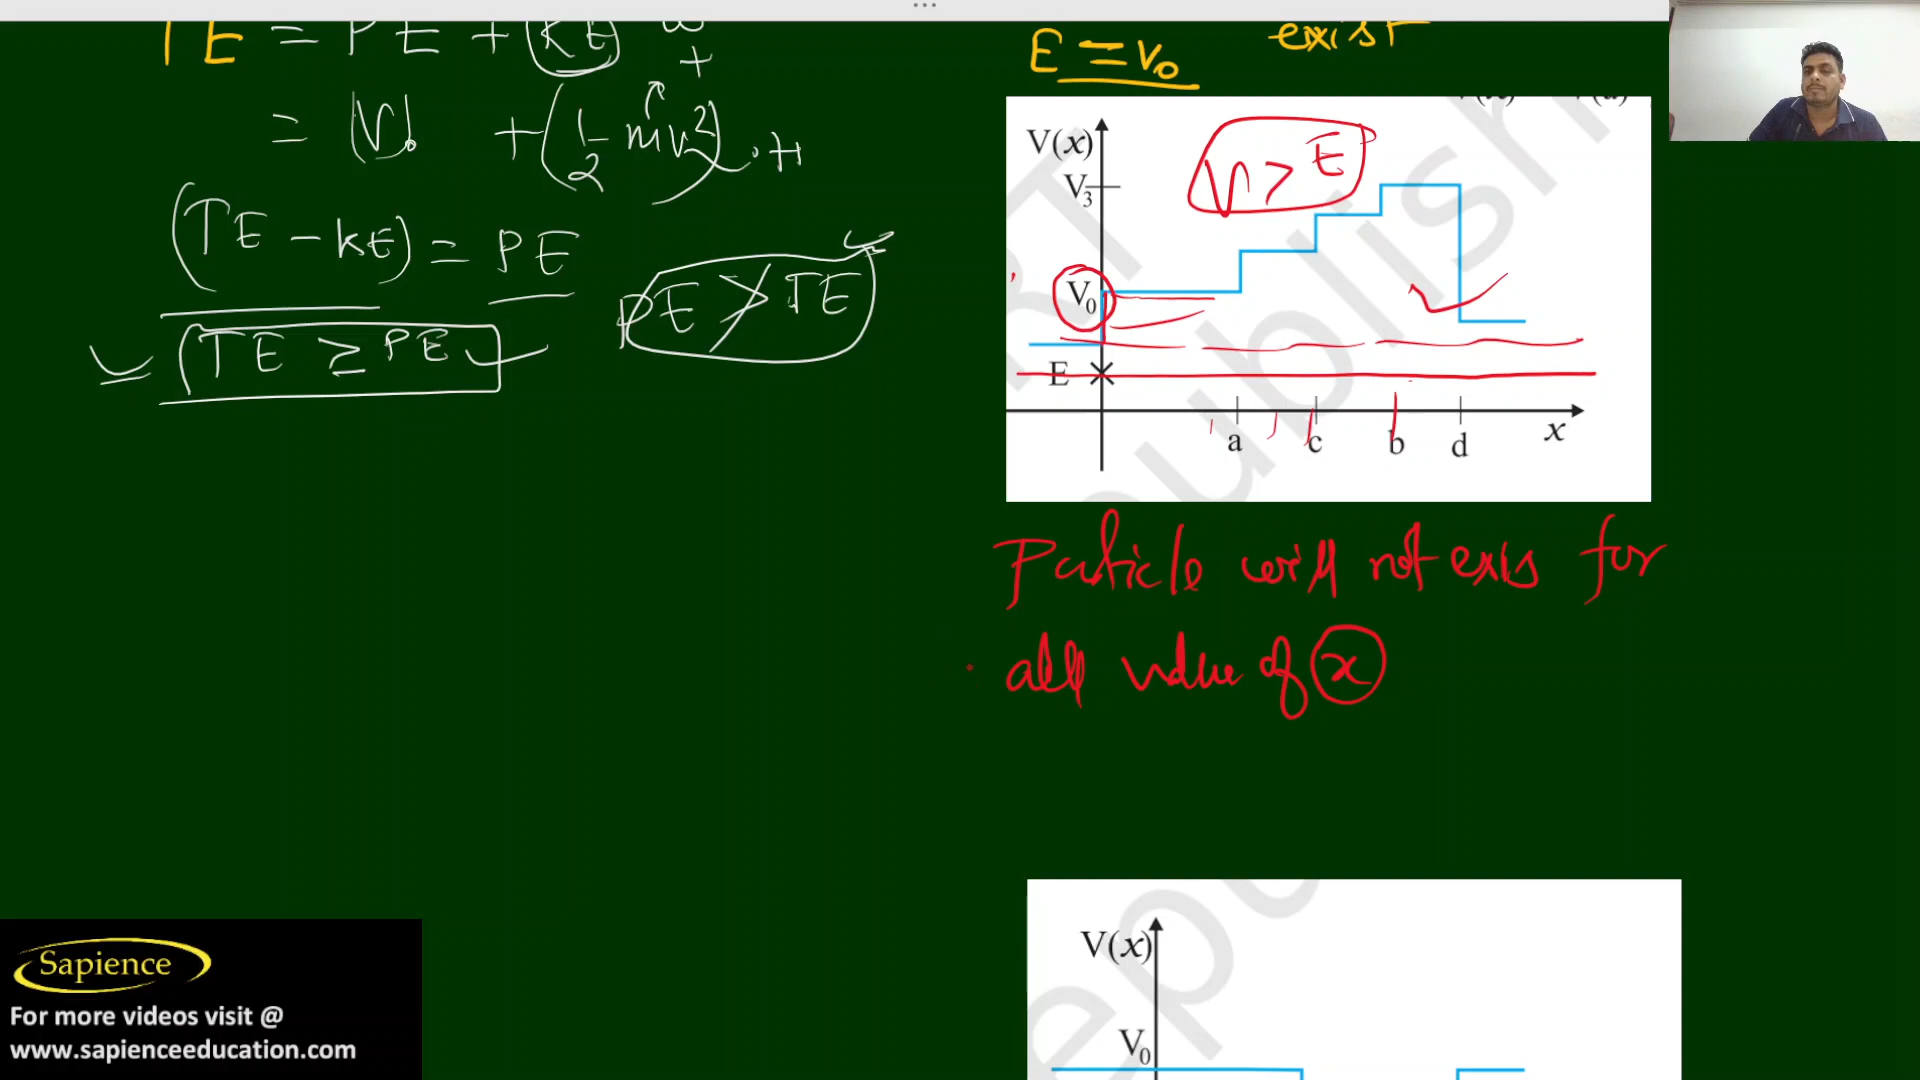 TE = PE + (KE)
+
= V. + (1/2 mv²) .+
(TE - KE) = PE
PE ≯ TE
TE ≥ PE
E = V₀
exist
V(x)
V₃
V > E
V₀
E
a c b d x
Particle will not exis for
all value of x
V(x)
V₀
Sapience
For more videos visit @
www.sapienceeducation.com